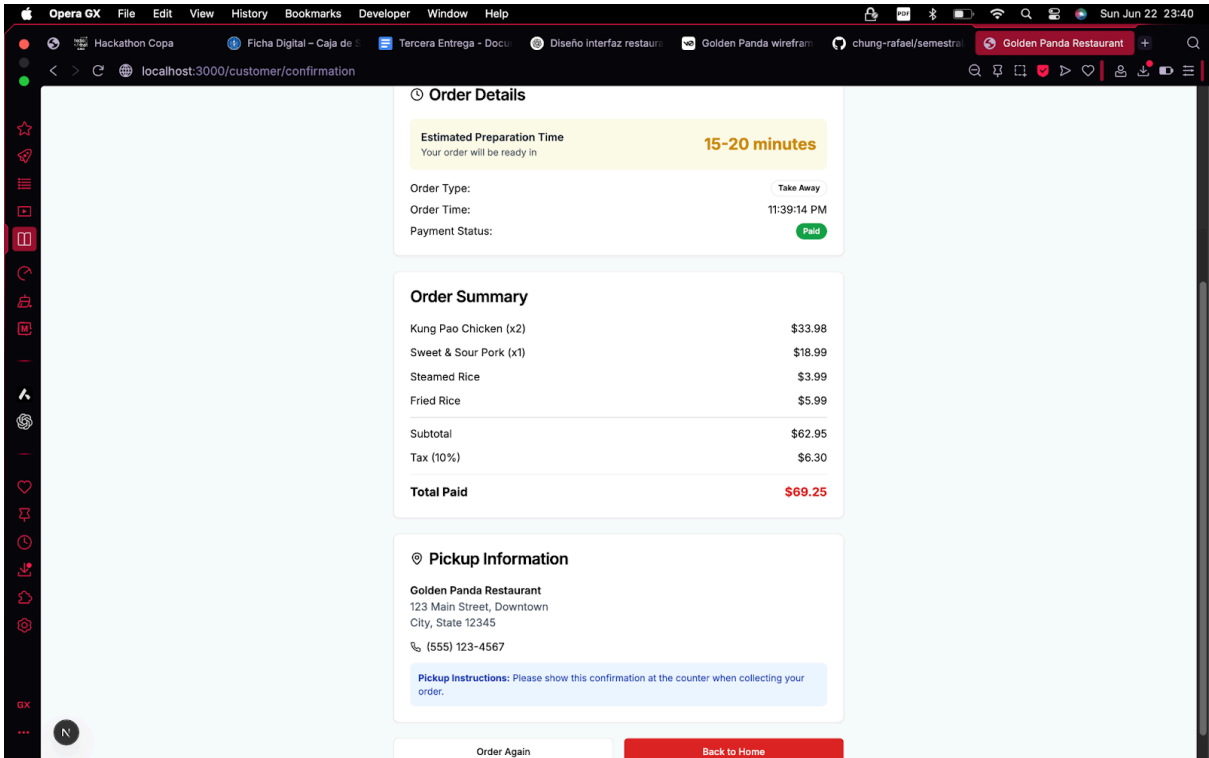 Opera GX File Edit View History Bookmarks Developer Window Help PDF Sun Jun 22 23:40
Hackathon Copa Ficha Digital – Caja de S Tercera Entrega - Docu Diseño interfaz restaura Golden Panda wirefram chung-rafael/semestral Golden Panda Restaurant
localhost:3000/customer/confirmation
Order Details
Estimated Preparation Time
Your order will be ready in
15-20 minutes
Order Type: Take Away
Order Time: 11:39:14 PM
Payment Status: Paid
Order Summary
Kung Pao Chicken (x2) $33.98
Sweet & Sour Pork (x1) $18.99
Steamed Rice $3.99
Fried Rice $5.99
Subtotal $62.95
Tax (10%) $6.30
Total Paid $69.25
Pickup Information
Golden Panda Restaurant
123 Main Street, Downtown
City, State 12345
(555) 123-4567
Pickup Instructions: Please show this confirmation at the counter when collecting your
order.
GX
N
Order Again Back to Home